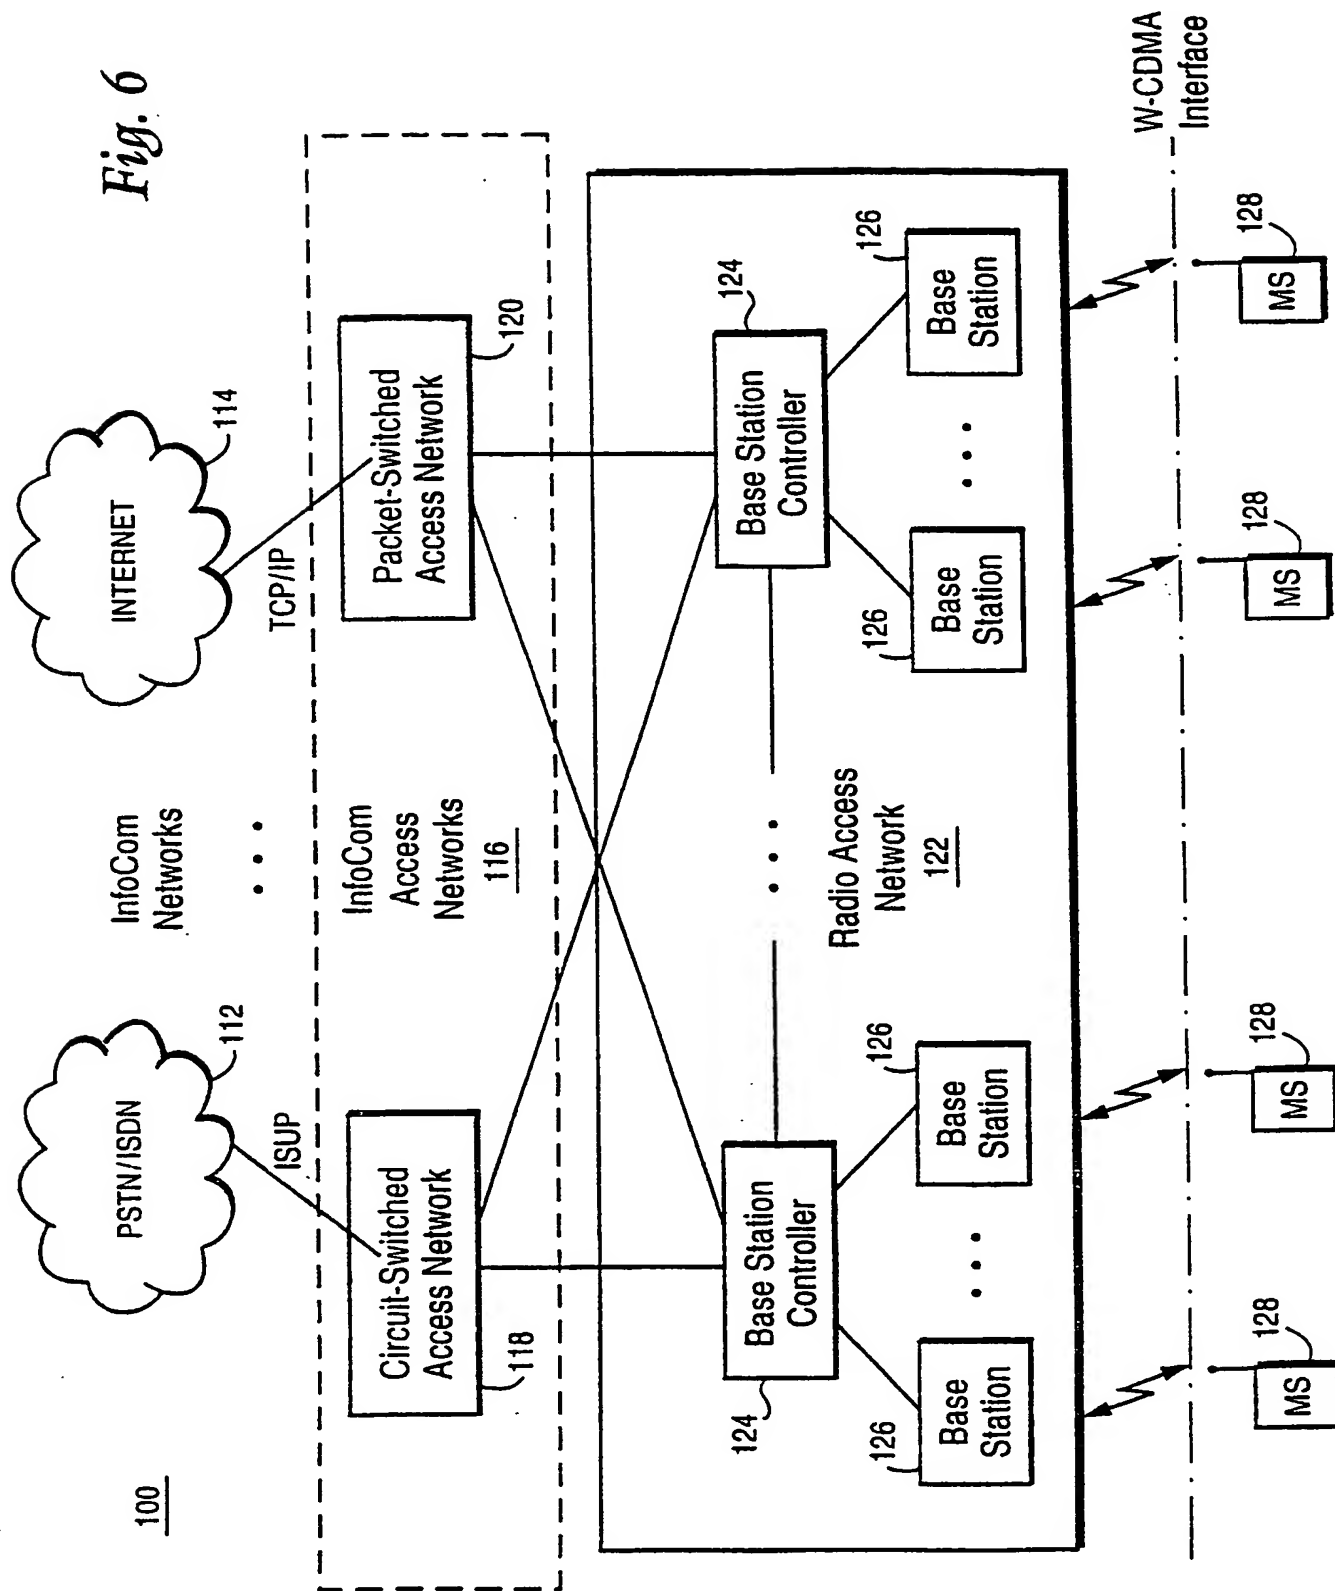 Fig. 6
100
PSTN/ISDN
112
InfoCom
Networks
• • •
INTERNET
114
ISUP
TCP/IP
Circuit-Switched
Access Network
118
InfoCom
Access
Networks
116
Packet-Switched
Access Network
120
Base Station
Controller
124
• • •
Base Station
Controller
124
Radio Access
Network
122
126
Base
Station
• • •
126
Base
Station
126
Base
Station
• • •
126
Base
Station
W-CDMA
Interface
128
MS
128
MS
128
MS
128
MS